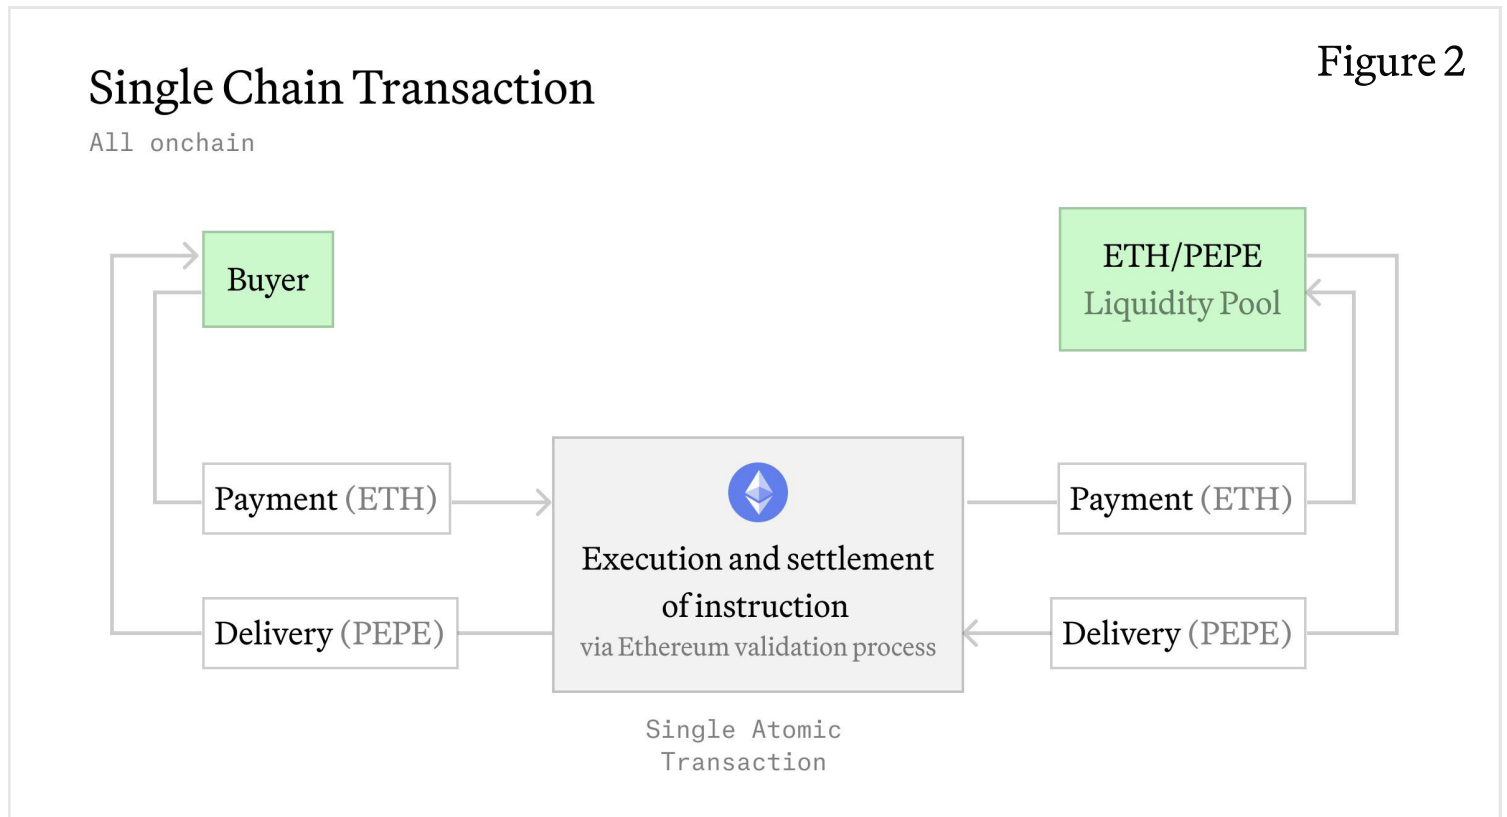 Figure 2
Single Chain Transaction
All onchain
Buyer
ETH/PEPE
Liquidity Pool
Payment (ETH)
Execution and settlement
of instruction
via Ethereum validation process
Payment (ETH)
Delivery (PEPE)
Delivery (PEPE)
Single Atomic
Transaction